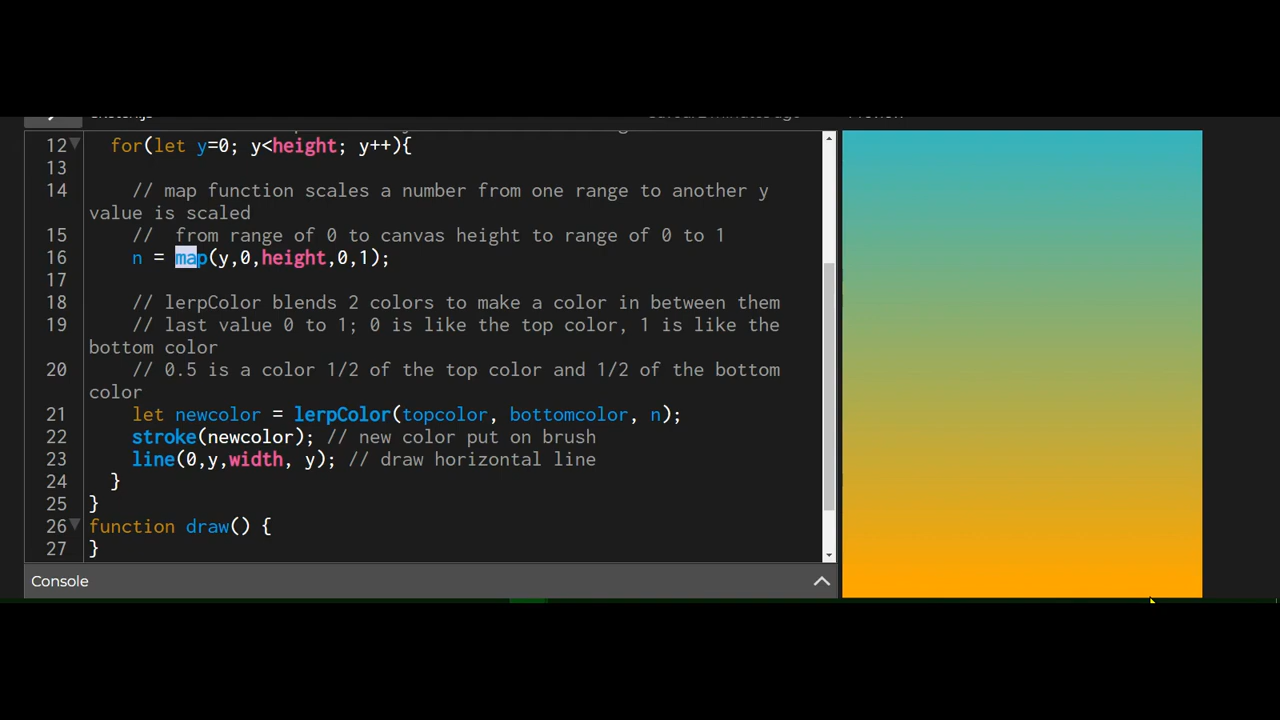 12 for(let y=0; y<height; y++){
13
14 // map function scales a number from one range to another y
value is scaled
15 //  from range of 0 to canvas height to range of 0 to 1
16 n = map(y,0,height,0,1);
17
18 // lerpColor blends 2 colors to make a color in between them
19 // last value 0 to 1; 0 is like the top color, 1 is like the
bottom color
20 // 0.5 is a color 1/2 of the top color and 1/2 of the bottom
color
21 let newcolor = lerpColor(topcolor, bottomcolor, n);
22 stroke(newcolor); // new color put on brush
23 line(0,y,width, y); // draw horizontal line
24 }
25 }
26 function draw() {
27 }
Console